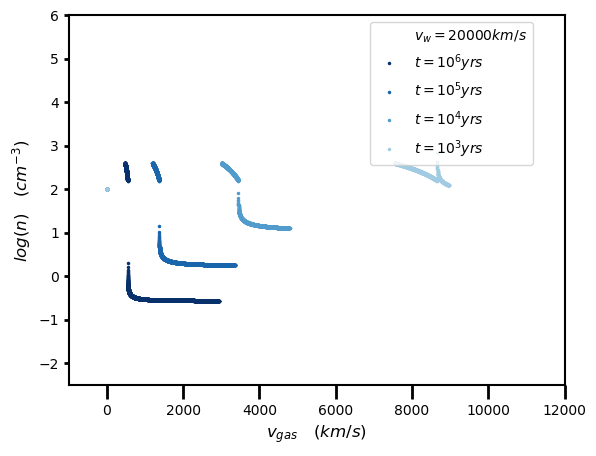 6
5
4
3
2
1
0
−1
−2
log(n)   (cm⁻³)
v_w = 20000km/s
t = 10⁶yrs
t = 10⁵yrs
t = 10⁴yrs
t = 10³yrs
0 2000 4000 6000 8000 10000 12000
v_gas   (km/s)